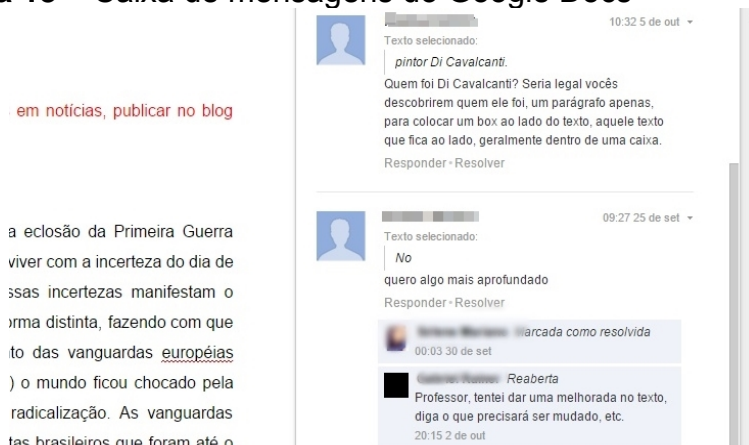 Caixa de mensagens do Google Docs
em notícias, publicar no blog
a eclosão da Primeira Guerra
viver com a incerteza do dia de
ssas incertezas manifestam o
orma distinta, fazendo com que
to das vanguardas européias
) o mundo ficou chocado pela
radicalização. As vanguardas
tas brasileiros que foram até o
10:32 5 de out
Texto selecionado:
pintor Di Cavalcanti.
Quem foi Di Cavalcanti? Seria legal vocês
descobrirem quem ele foi, um parágrafo apenas,
para colocar um box ao lado do texto, aquele texto
que fica ao lado, geralmente dentro de uma caixa.
Responder • Resolver
09:27 25 de set
Texto selecionado:
No
quero algo mais aprofundado
Responder • Resolver
arcada como resolvida
00:03 30 de set
Reaberta
Professor, tentei dar uma melhorada no texto,
diga o que precisará ser mudado, etc.
20:15 2 de out